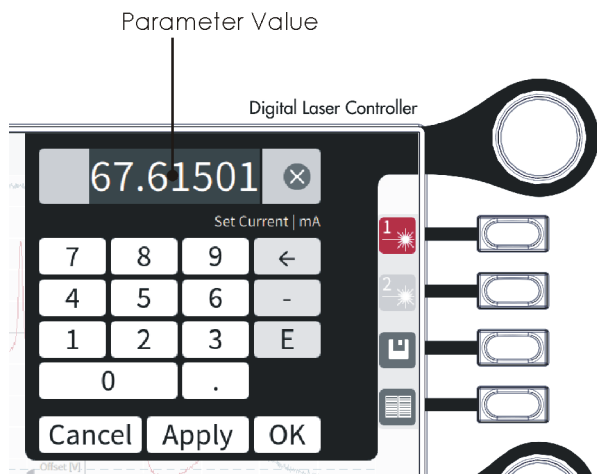 Parameter Value
Digital Laser Controller
67.61501
Set Current | mA
1
7 8 9 ←
2
4 5 6 -
1 2 3 E
0 .
Cancel Apply OK
Offset [V]